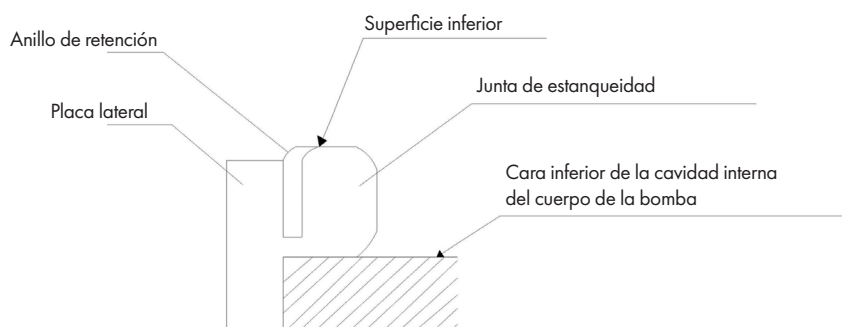 Superficie inferior
Anillo de retención
Junta de estanqueidad
Placa lateral
Cara inferior de la cavidad interna
del cuerpo de la bomba